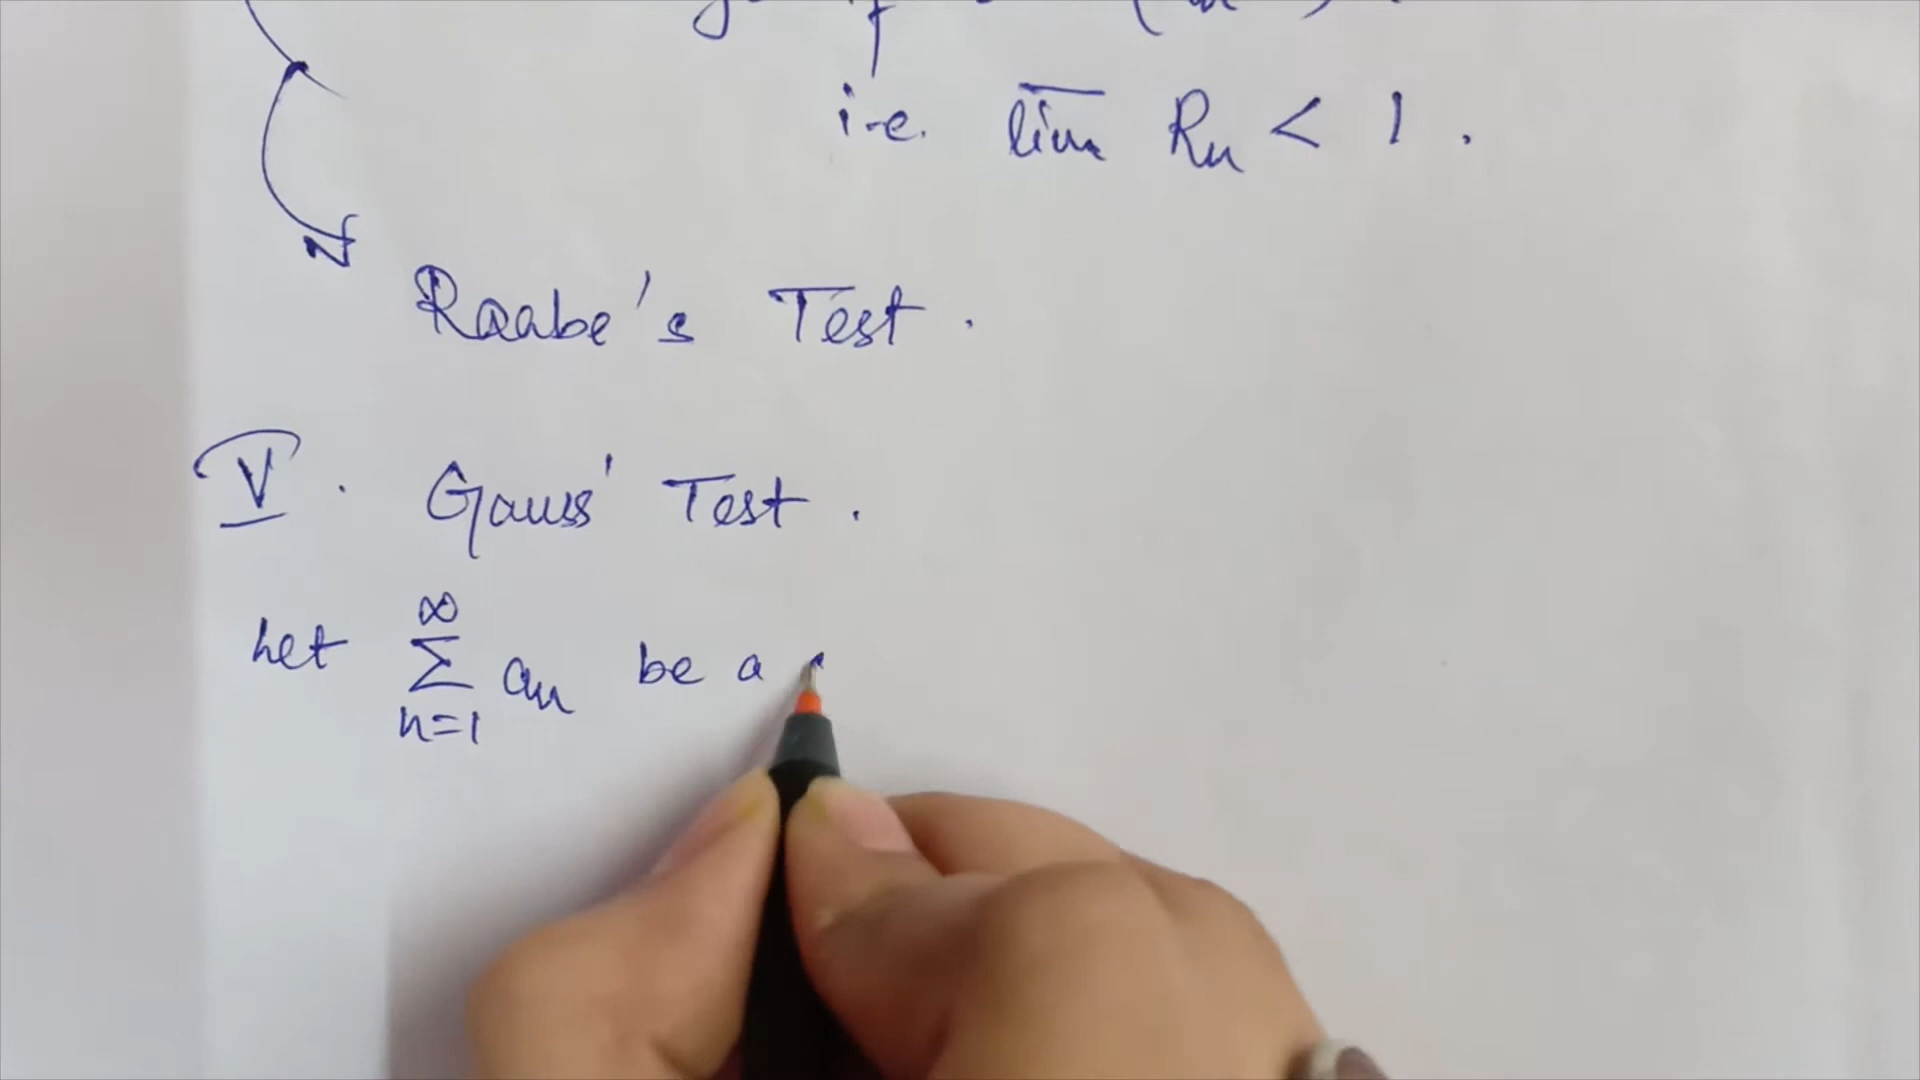 i.e. lim Rn < 1 .
Raabe's Test .
V . Gauss' Test .
Let ∞ ∑ n=1 an be a